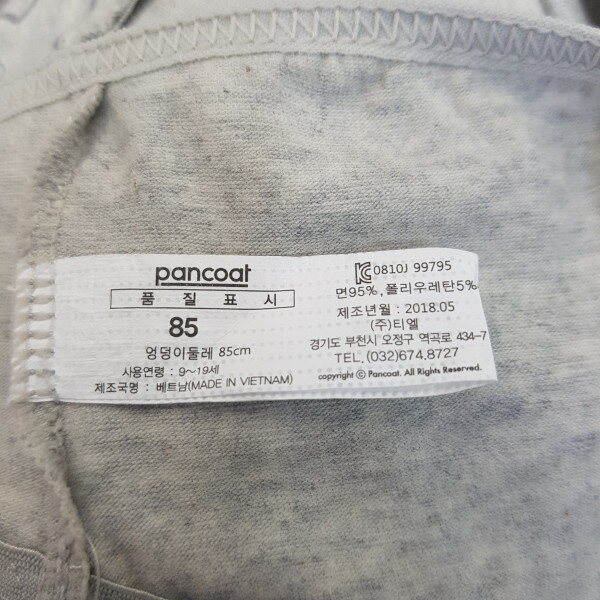 pancoat
품 질 표 시
85
엉덩이둘레 85cm
사용연령 : 9~19세
제조국명 : 베트남(MADE IN VIETNAM)
KC 0810J 99795
면95%, 폴리우레탄5%
제조년월 : 2018.05
(주)티엘
경기도 부천시 오정구 역곡로 434-7
TEL. (032)674.8727
copyright ⓒ Pancoat. All Rights Reserved.